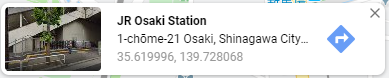 JR Osaki Station
1-chōme-21 Osaki, Shinagawa City…
35.619996, 139.728068